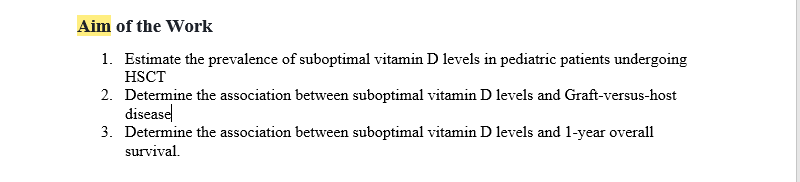 Aim of the Work
1. Estimate the prevalence of suboptimal vitamin D levels in pediatric patients undergoing
HSCT
2. Determine the association between suboptimal vitamin D levels and Graft-versus-host
disease
3. Determine the association between suboptimal vitamin D levels and 1-year overall
survival.